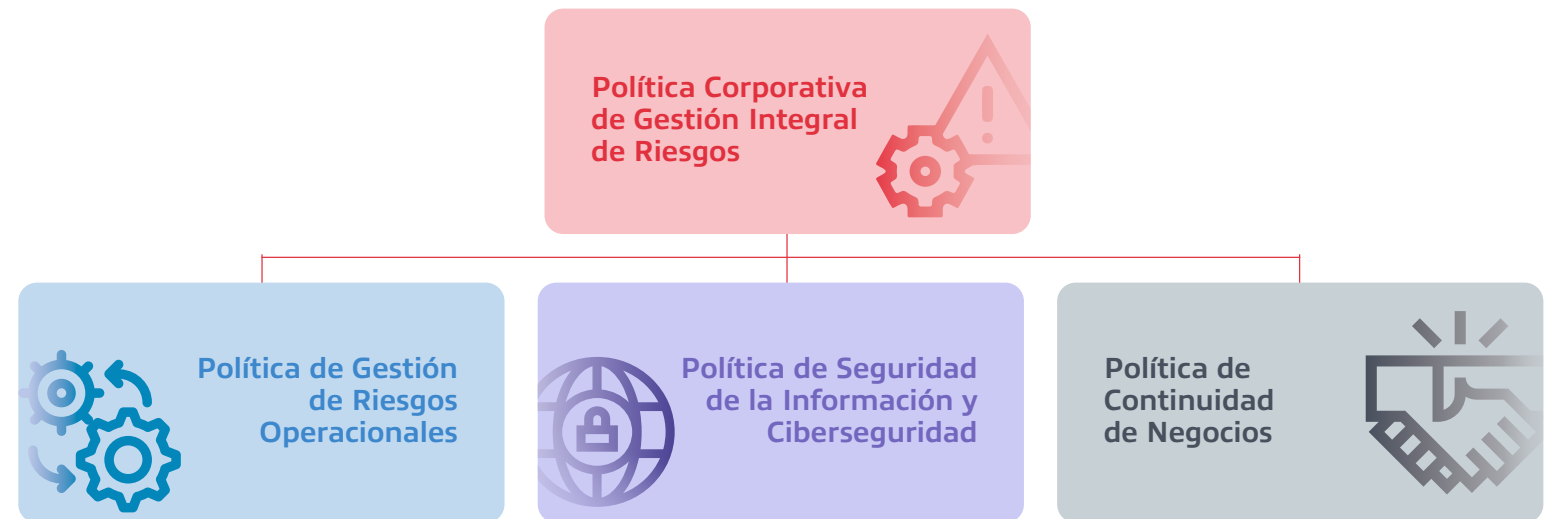 Política Corporativa
de Gestión Integral
de Riesgos
Política de Gestión
de Riesgos
Operacionales
Política de Seguridad
de la Información y
Ciberseguridad
Política de
Continuidad
de Negocios